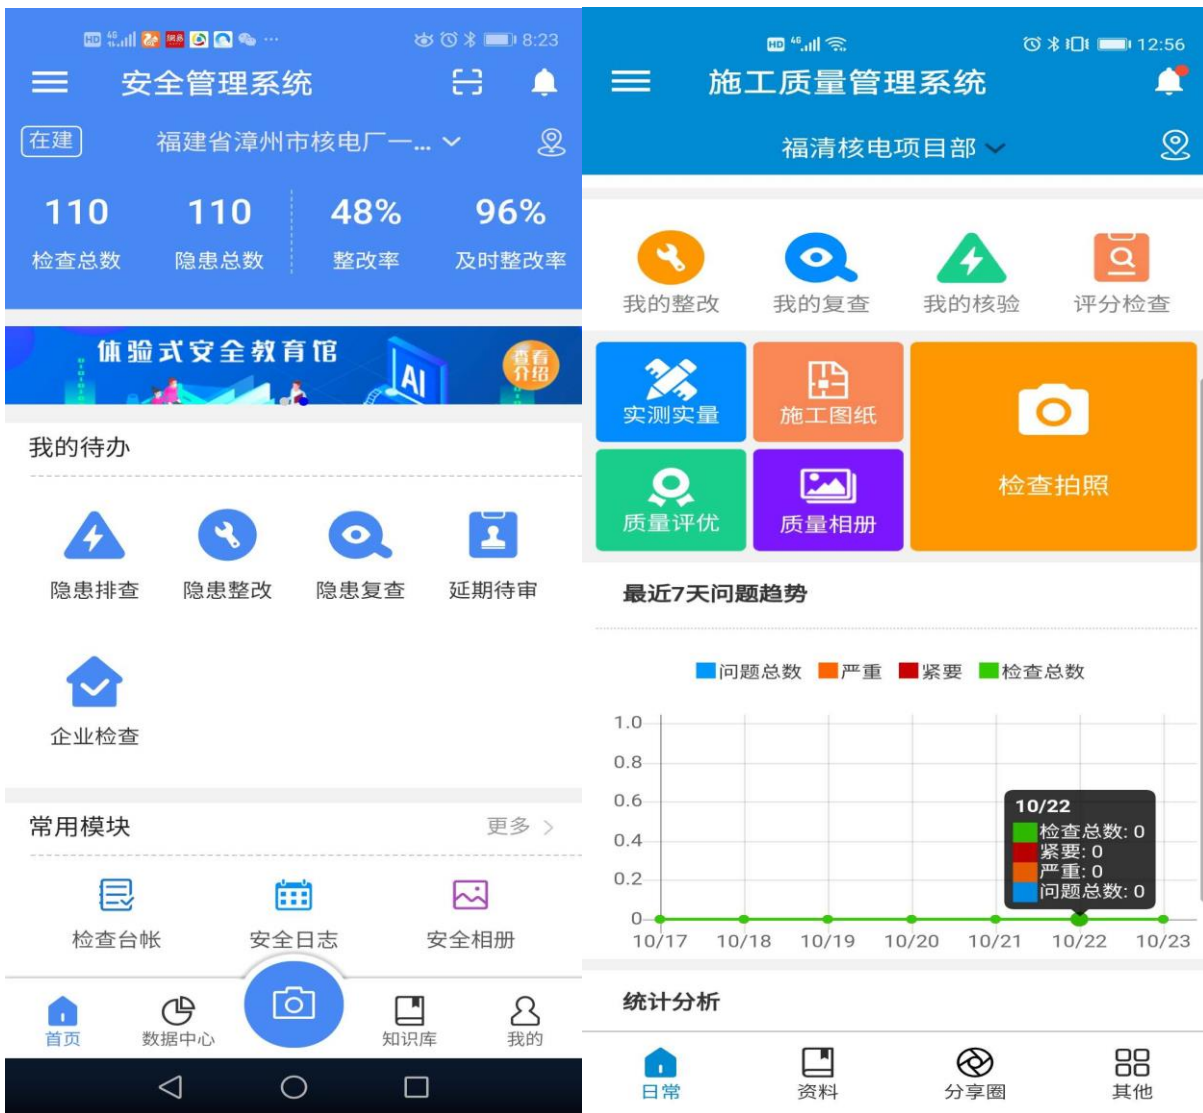 HD 4G 8:23
安全管理系统
在建 福建省漳州市核电厂一...
110 110 48% 96%
检查总数 隐患总数 整改率 及时整改率
体验式安全教育馆
AI
查看
介绍
我的待办
隐患排查 隐患整改 隐患复查 延期待审
企业检查
常用模块 更多 >
检查台帐 安全日志 安全相册
首页 数据中心 知识库 我的
HD 4G 12:56
施工质量管理系统
福清核电项目部
我的整改 我的复查 我的核验 评分检查
实测实量 施工图纸
检查拍照
质量评优 质量相册
最近7天问题趋势
问题总数 严重 紧要 检查总数
1.0
0.8
0.6
0.4
0.2
0
10/22
检查总数: 0
紧要: 0
严重: 0
问题总数: 0
10/17 10/18 10/19 10/20 10/21 10/22 10/23
统计分析
日常 资料 分享圈 其他